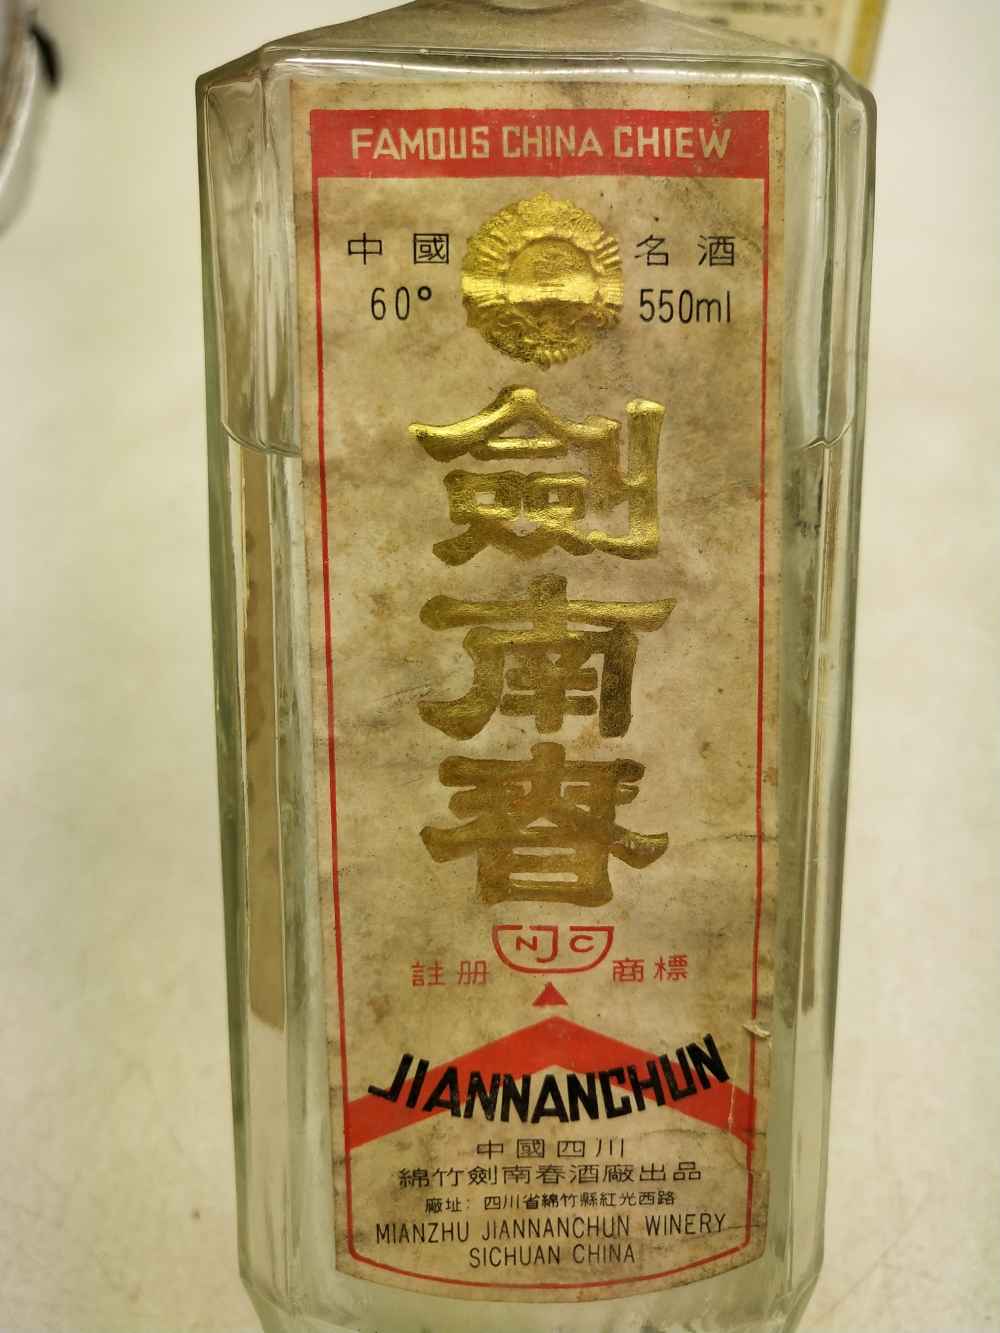 FAMOUS CHINA CHIEW
中國 名酒
60° 550ml
劍南春
NJC
註册 商標
JIANNANCHUN
中國四川
綿竹劍南春酒廠出品
廠址：四川省綿竹縣紅光西路
MIANZHU JIANNANCHUN WINERY
SICHUAN CHINA